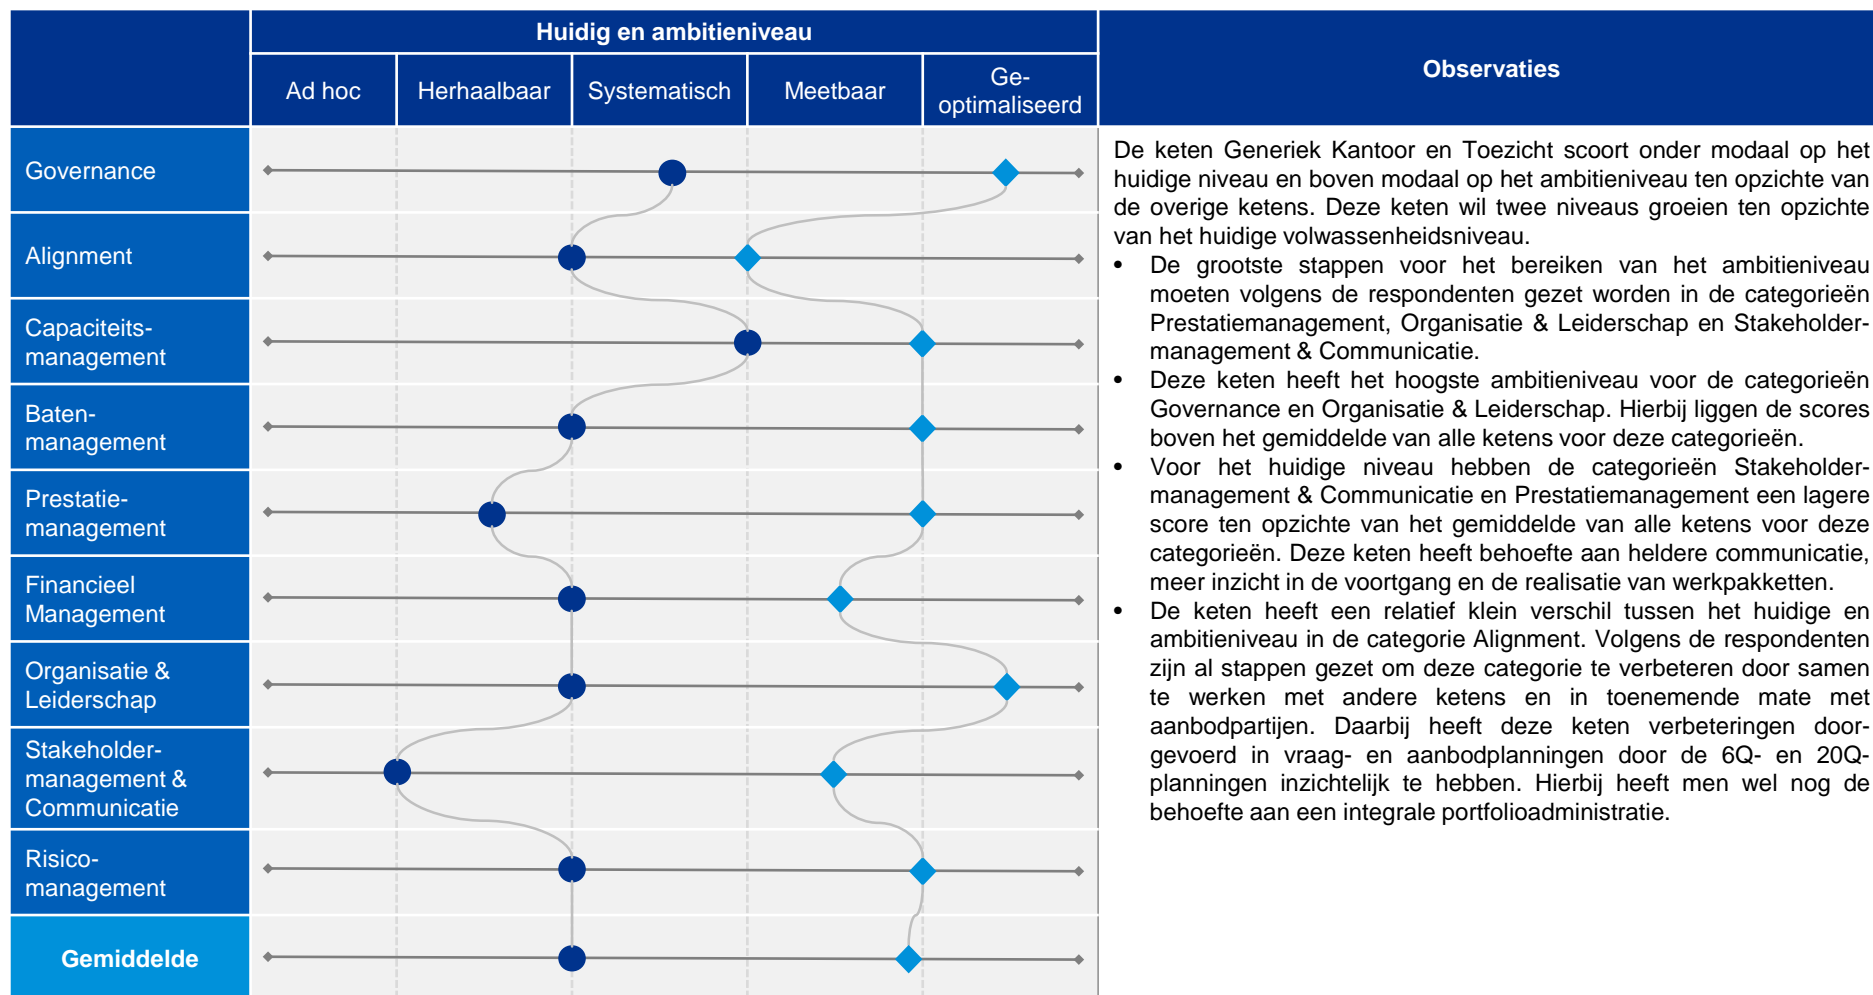 Huidig en ambitieniveau
Observaties
Ad hoc
Herhaalbaar
Systematisch
Meetbaar
Ge-
optimaliseerd
Governance
Alignment
Capaciteits-
management
Baten-
management
Prestatie-
management
Financieel
Management
Organisatie &
Leiderschap
Stakeholder-
management &
Communicatie
Risico-
management
Gemiddelde
De keten Generiek Kantoor en Toezicht scoort onder modaal op het
huidige niveau en boven modaal op het ambitieniveau ten opzichte van
de overige ketens. Deze keten wil twee niveaus groeien ten opzichte
van het huidige volwassenheidsniveau.
• De grootste stappen voor het bereiken van het ambitieniveau
moeten volgens de respondenten gezet worden in de categorieën
Prestatiemanagement, Organisatie & Leiderschap en Stakeholder-
management & Communicatie.
• Deze keten heeft het hoogste ambitieniveau voor de categorieën
Governance en Organisatie & Leiderschap. Hierbij liggen de scores
boven het gemiddelde van alle ketens voor deze categorieën.
• Voor het huidige niveau hebben de categorieën Stakeholder-
management & Communicatie en Prestatiemanagement een lagere
score ten opzichte van het gemiddelde van alle ketens voor deze
categorieën. Deze keten heeft behoefte aan heldere communicatie,
meer inzicht in de voortgang en de realisatie van werkpakketten.
• De keten heeft een relatief klein verschil tussen het huidige en
ambitieniveau in de categorie Alignment. Volgens de respondenten
zijn al stappen gezet om deze categorie te verbeteren door samen
te werken met andere ketens en in toenemende mate met
aanbodpartijen. Daarbij heeft deze keten verbeteringen door-
gevoerd in vraag- en aanbodplanningen door de 6Q- en 20Q-
planningen inzichtelijk te hebben. Hierbij heeft men wel nog de
behoefte aan een integrale portfolioadministratie.